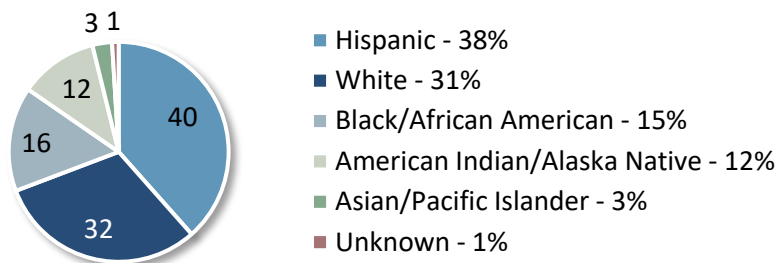 3 1
12
40
16
32
Hispanic - 38%
White - 31%
Black/African American - 15%
American Indian/Alaska Native - 12%
Asian/Pacific Islander - 3%
Unknown - 1%